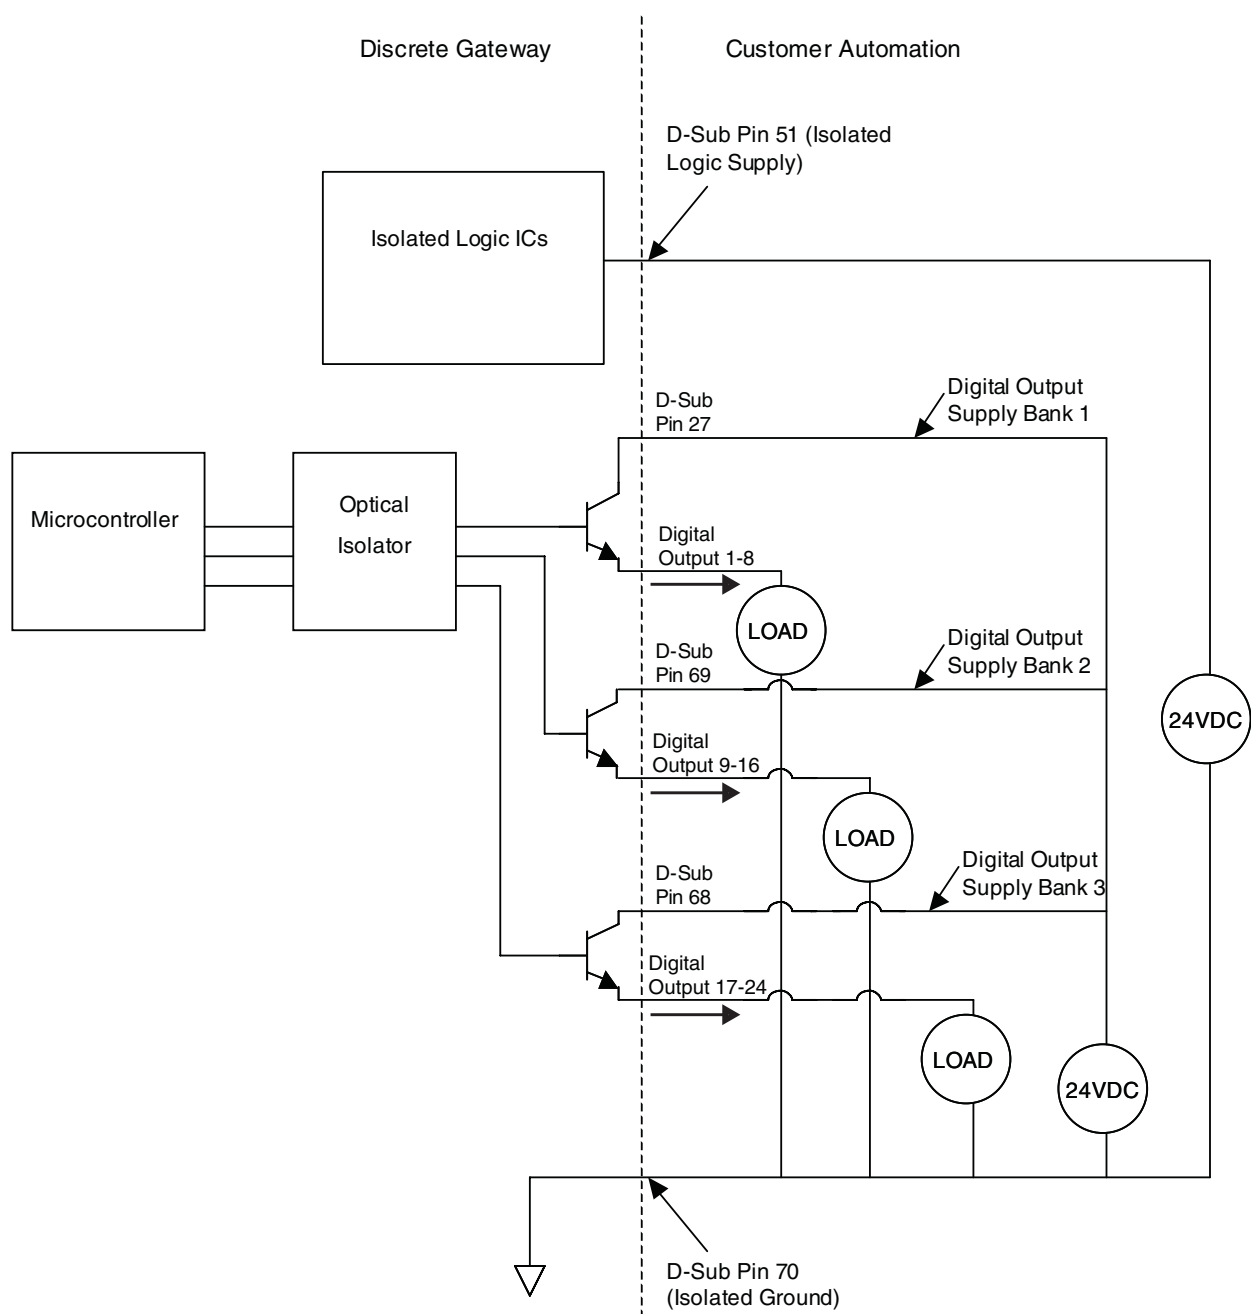 Discrete Gateway
Customer Automation
D-Sub Pin 51 (Isolated
Logic Supply)
Isolated Logic ICs
D-Sub
Pin 27
Digital Output
Supply Bank 1
Microcontroller
Optical
Isolator
Digital
Output 1-8
LOAD
D-Sub
Pin 69
Digital Output
Supply Bank 2
24VDC
Digital
Output 9-16
LOAD
D-Sub
Pin 68
Digital Output
Supply Bank 3
Digital
Output 17-24
LOAD
24VDC
D-Sub Pin 70
(Isolated Ground)